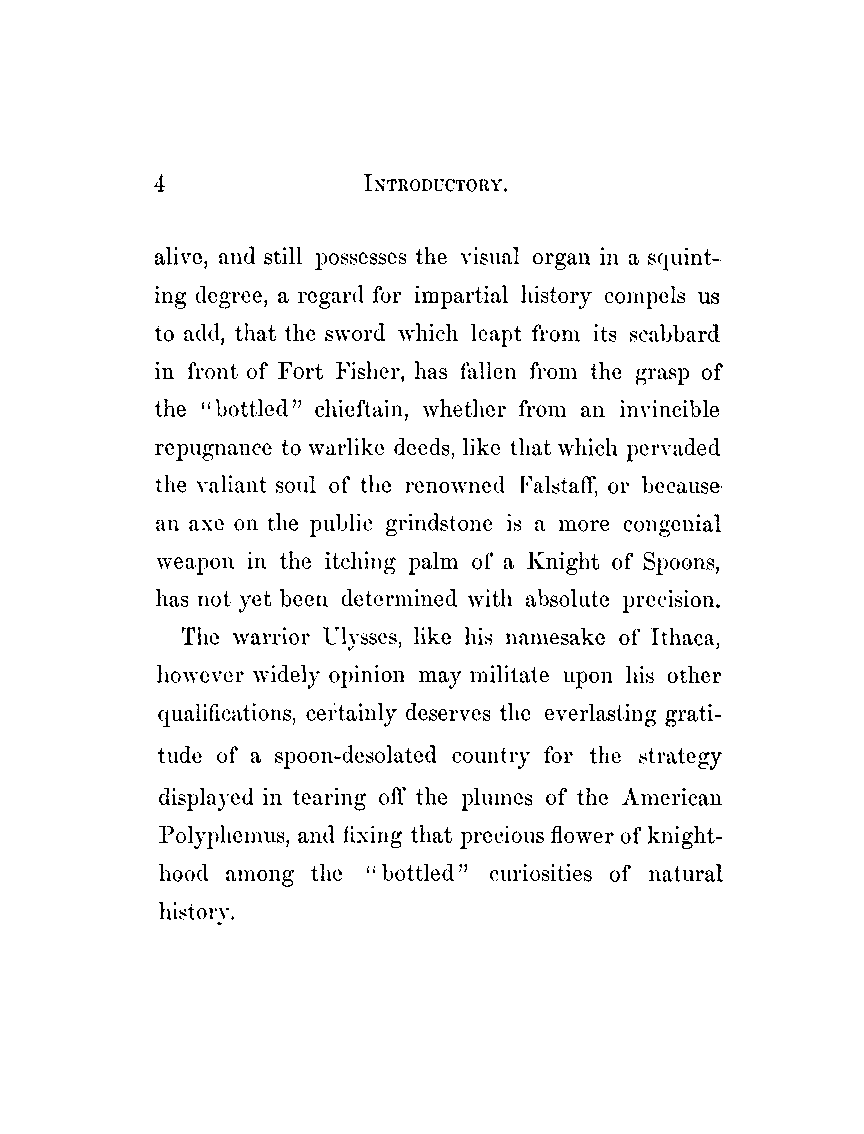 4 INTRODUCTORY.
alive, and still possesses the visual organ in a squint-
ing degree, a regard for impartial history compels us
to add, that the sword which leapt from its scabbard
in front of Fort Fisher, has fallen from the grasp of
the "bottled" chieftain, whether from an invincible
repugnance to warlike deeds, like that which pervaded
the valiant soul of the renowned Falstaff, or because
an axe on the public grindstone is a more congenial
weapon in the itching palm of a Knight of Spoons,
has not yet been determined with absolute precision.
The warrior Ulysses, like his namesake of Ithaca,
however widely opinion may militate upon his other
qualifications, certainly deserves the everlasting grati-
tude of a spoon-desolated country for the strategy
displayed in tearing off the plumes of the American
Polyphemus, and fixing that precious flower of knight-
hood among the "bottled" curiosities of natural
history.